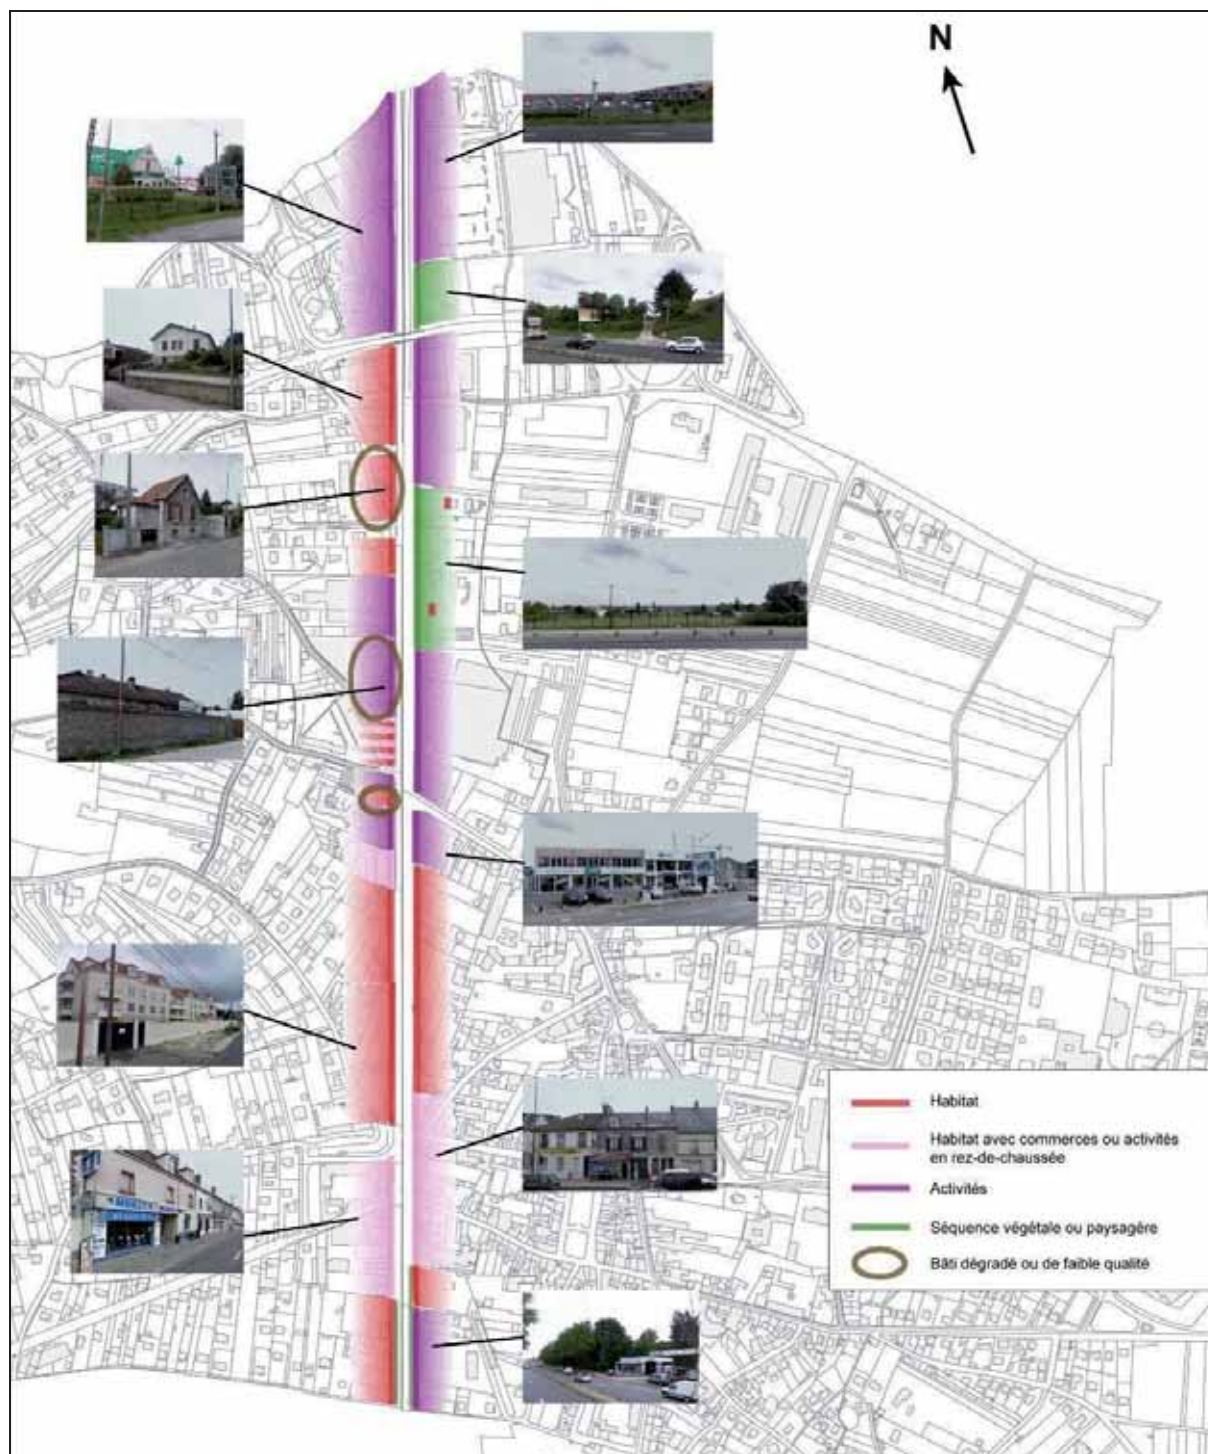 N
Habitat
Habitat avec commerces ou activités
en rez-de-chaussée
Activités
Séquence végétale ou paysagère
Bâti dégradé ou de faible qualité